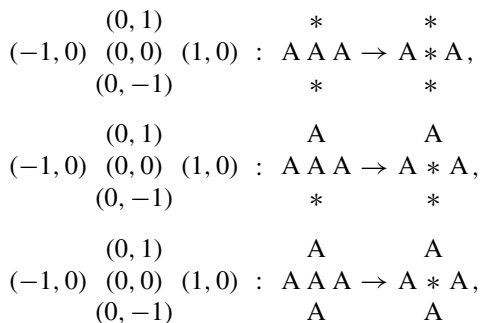 (0, 1) ∗ ∗
(−1, 0) (0, 0) (1, 0) : A A A → A ∗ A,
(0, −1) ∗ ∗
(0, 1) A A
(−1, 0) (0, 0) (1, 0) : A A A → A ∗ A,
(0, −1) ∗ ∗
(0, 1) A A
(−1, 0) (0, 0) (1, 0) : A A A → A ∗ A,
(0, −1) A A